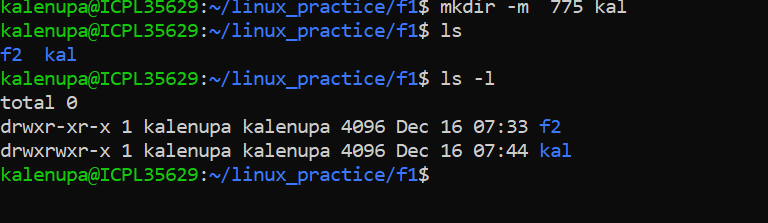 kalenupa@ICPL35629:~/linux_practice/f1$ mkdir -m  775 kal
kalenupa@ICPL35629:~/linux_practice/f1$ ls
f2  kal
kalenupa@ICPL35629:~/linux_practice/f1$ ls -l
total 0
drwxr-xr-x 1 kalenupa kalenupa 4096 Dec 16 07:33 f2
drwxrwxr-x 1 kalenupa kalenupa 4096 Dec 16 07:44 kal
kalenupa@ICPL35629:~/linux_practice/f1$